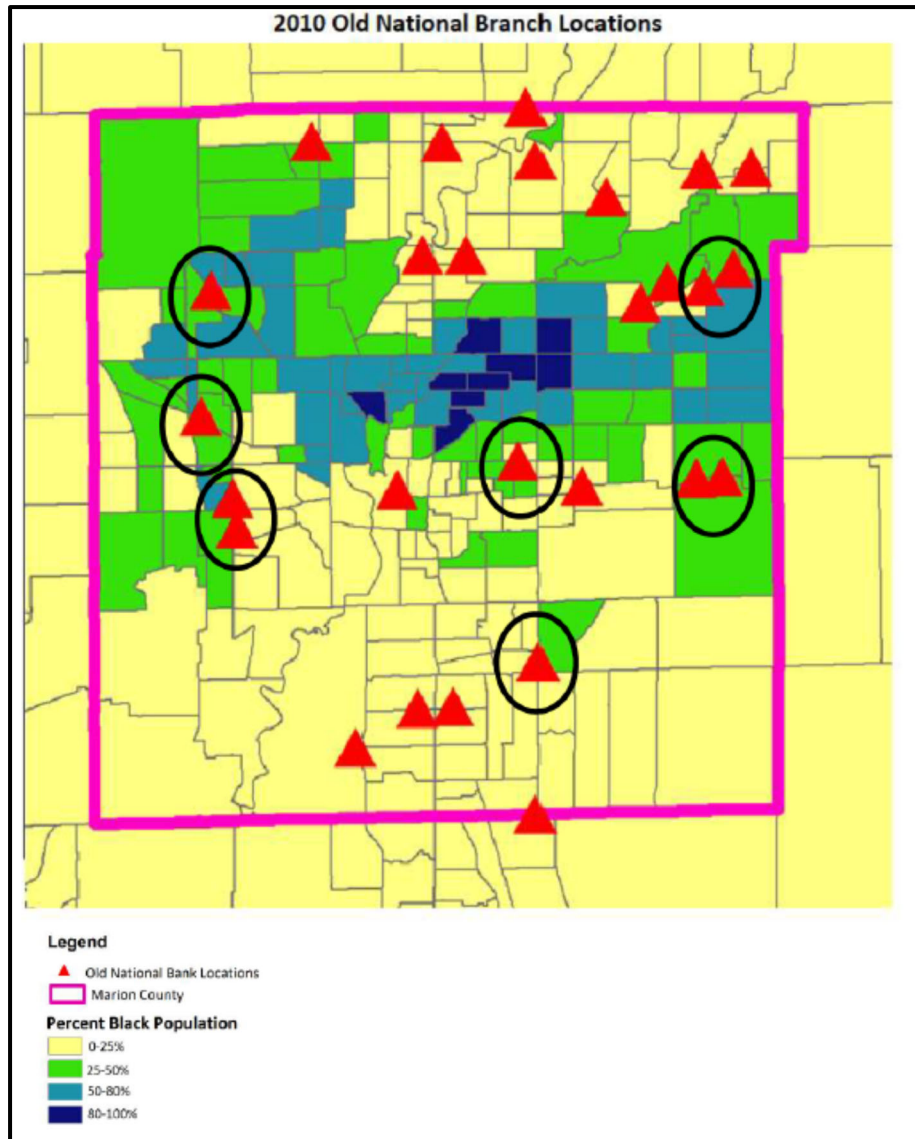 2010 Old National Branch Locations
Legend
Old National Bank Locations
Marion County
Percent Black Population
0-25%
25-50%
50-80%
80-100%